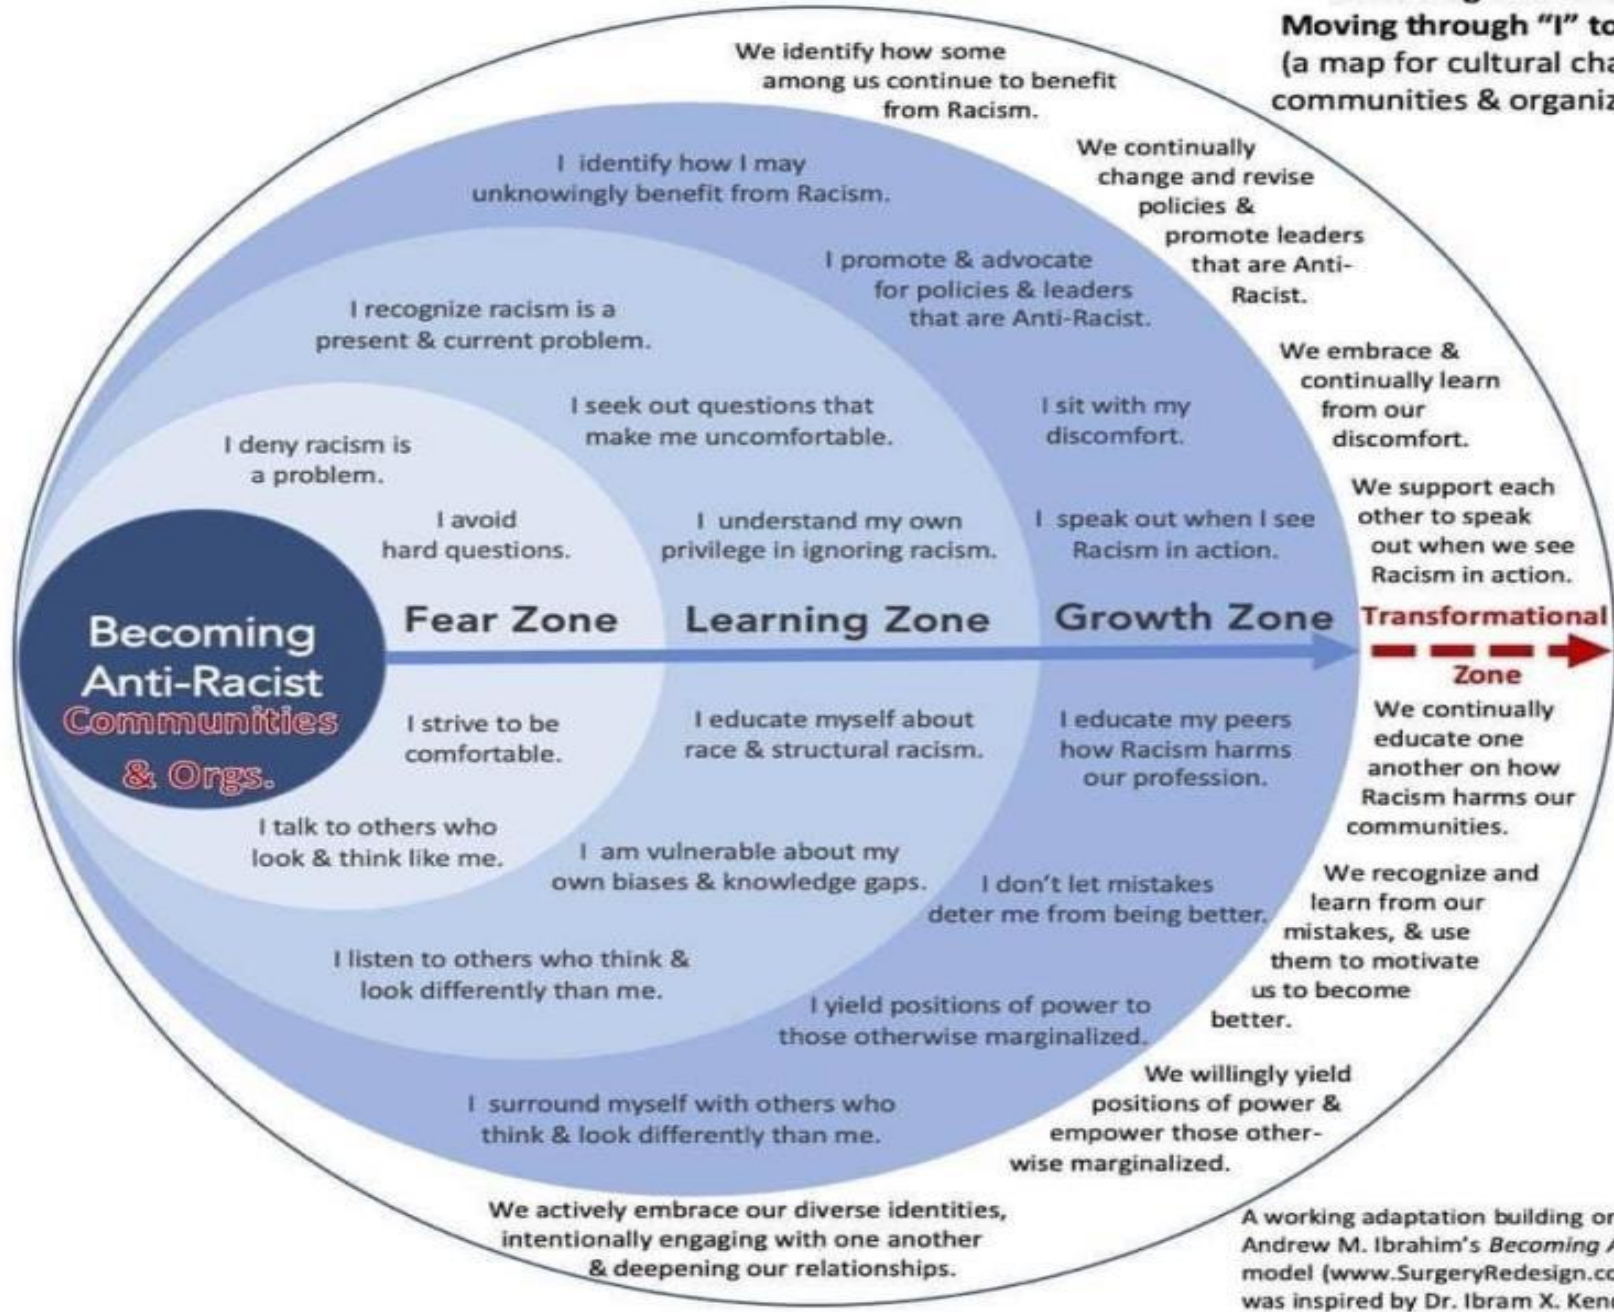 Moving through "I" to
(a map for cultural cha
communities & organiz
We identify how some
among us continue to benefit
from Racism.
We continually
change and revise
policies &
promote leaders
that are Anti-
Racist.
We embrace &
continually learn
from our
discomfort.
We support each
other to speak
out when we see
Racism in action.
I identify how I may
unknowingly benefit from Racism.
I promote & advocate
for policies & leaders
that are Anti-Racist.
I sit with my
discomfort.
I speak out when I see
Racism in action.
I recognize racism is a
present & current problem.
I seek out questions that
make me uncomfortable.
I understand my own
privilege in ignoring racism.
I deny racism is
a problem.
I avoid
hard questions.
Becoming
Anti-Racist
Communities
& Orgs.
Fear Zone
Learning Zone
Growth Zone
Transformational
Zone
I strive to be
comfortable.
I talk to others who
look & think like me.
I educate myself about
race & structural racism.
I am vulnerable about my
own biases & knowledge gaps.
I listen to others who think &
look differently than me.
I educate my peers
how Racism harms
our profession.
I don't let mistakes
deter me from being better.
I yield positions of power to
those otherwise marginalized.
I surround myself with others who
think & look differently than me.
We continually
educate one
another on how
Racism harms our
communities.
We recognize and
learn from our
mistakes, & use
them to motivate
us to become
better.
We willingly yield
positions of power &
empower those other-
wise marginalized.
We actively embrace our diverse identities,
intentionally engaging with one another
& deepening our relationships.
A working adaptation building on
Andrew M. Ibrahim's Becoming A
model (www.SurgeryRedesign.co
was inspired by Dr. Ibram X. Ken